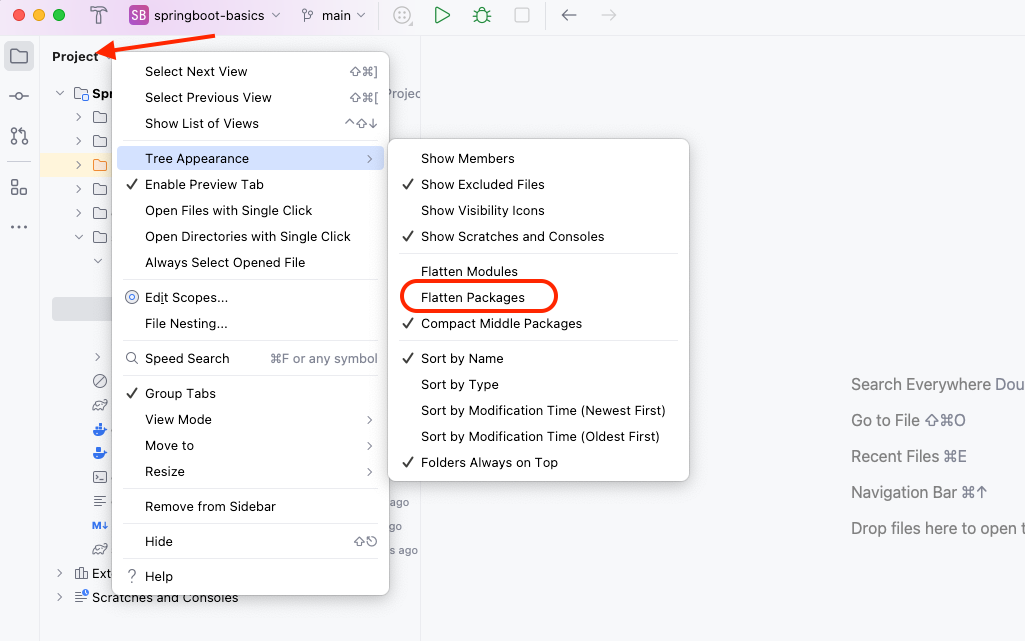 SB springboot-basics main
Project
Spr
Projec
Select Next View ⇧⌘]
Select Previous View ⇧⌘[
Show List of Views ^⇧↓
Tree Appearance
Enable Preview Tab
Open Files with Single Click
Open Directories with Single Click
Always Select Opened File
Edit Scopes...
File Nesting...
Speed Search ⌘F or any symbol
Group Tabs
View Mode
Move to
Resize
Remove from Sidebar
Hide
? Help
Show Members
Show Excluded Files
Show Visibility Icons
Show Scratches and Consoles
Flatten Modules
Flatten Packages
Compact Middle Packages
Sort by Name
Sort by Type
Sort by Modification Time (Newest First)
Sort by Modification Time (Oldest First)
Folders Always on Top
M↓
ago
go
s ago
Ext
Scratches and Consoles
Search Everywhere Dou
Go to File ⇧⌘O
Recent Files ⌘E
Navigation Bar ⌘↑
Drop files here to open t